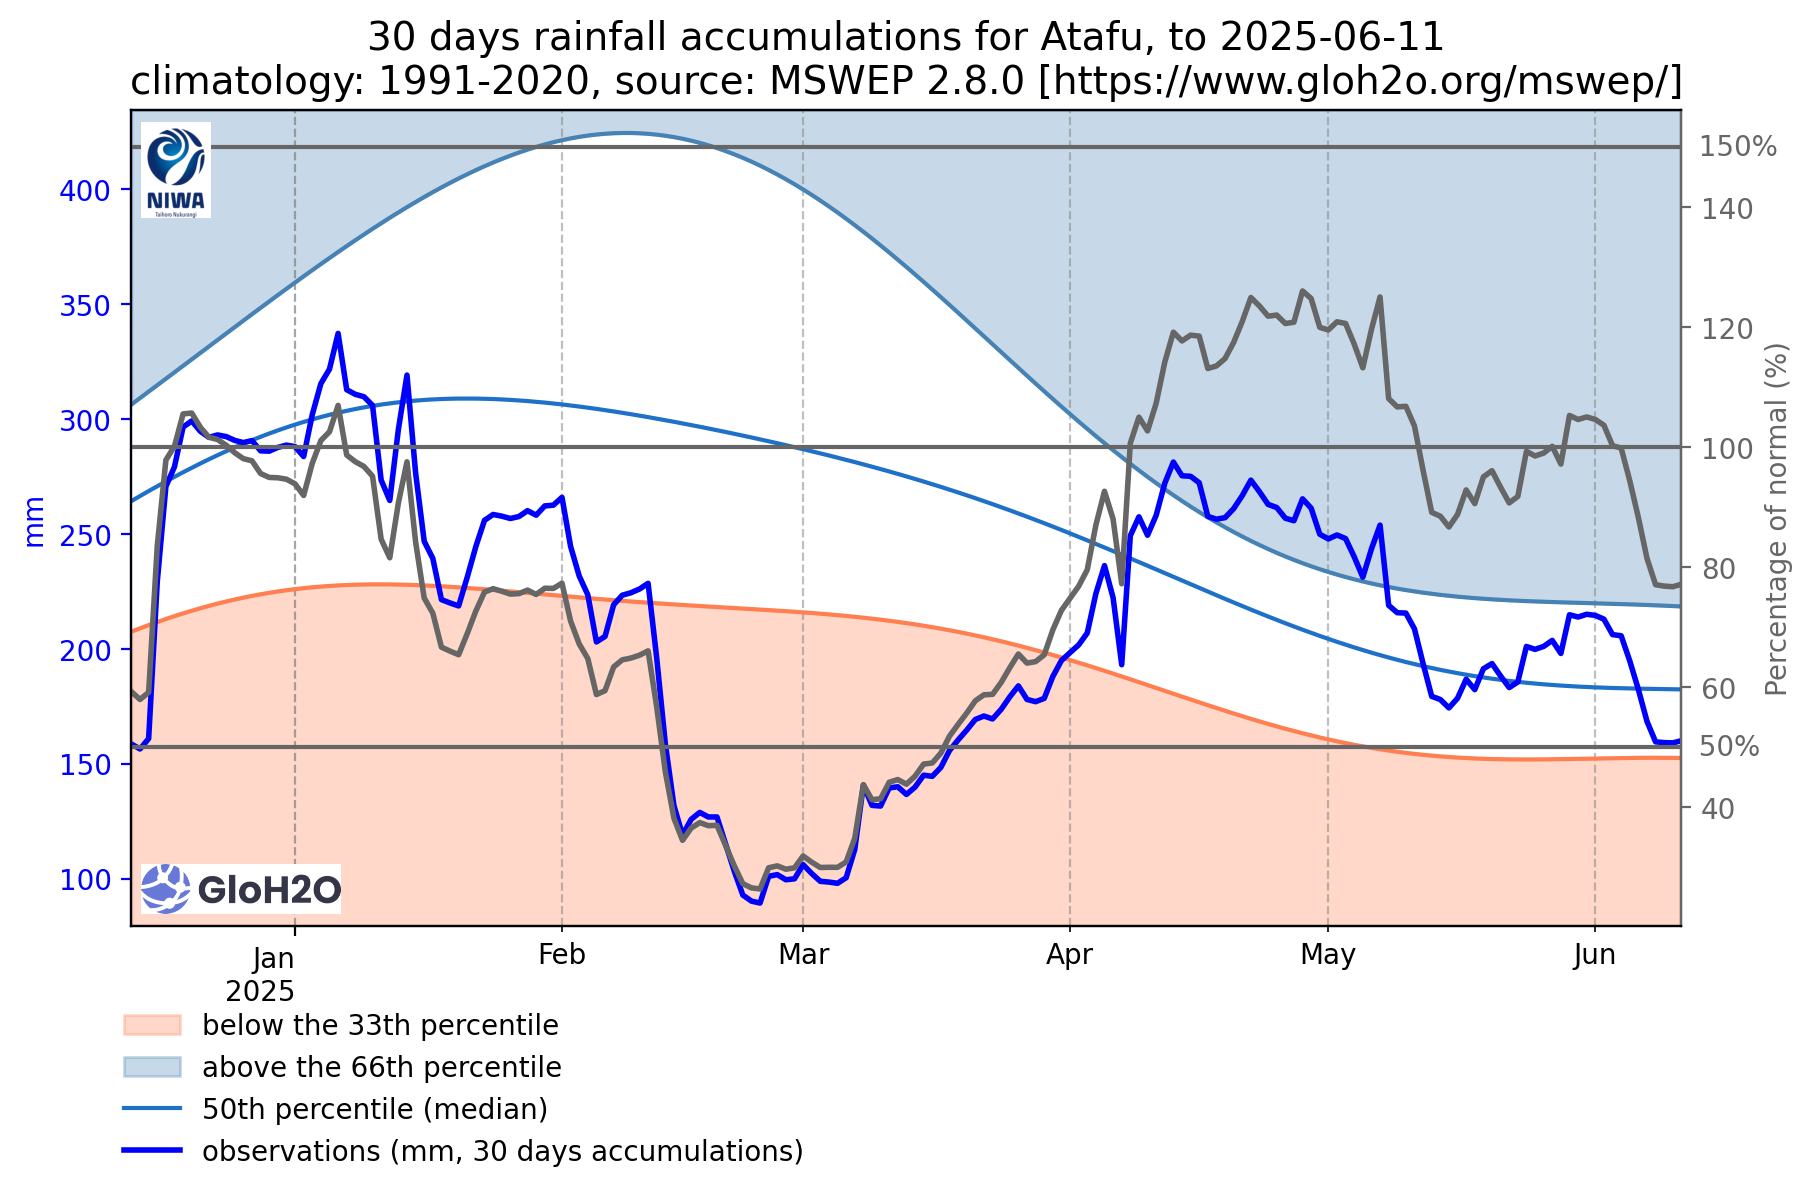 30 days rainfall accumulations for Atafu, to 2025-06-11
climatology: 1991-2020, source: MSWEP 2.8.0 [https://www.gloh2o.org/mswep/]
NIWA
Taihoro Nukurangi
400
350
300
250
200
150
100
mm
150%
140
120
100
80
60
50%
40
Percentage of normal (%)
GloH2O
Jan
2025
Feb
Mar
Apr
May
Jun
below the 33th percentile
above the 66th percentile
50th percentile (median)
observations (mm, 30 days accumulations)